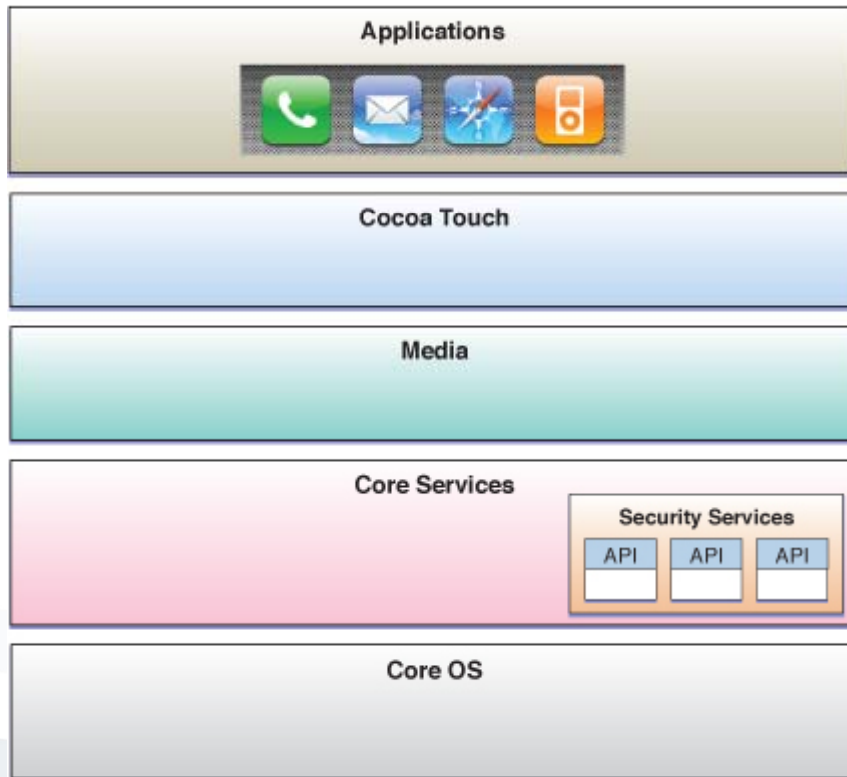 Applications
Cocoa Touch
Media
Core Services
Security Services
API API API
Core OS